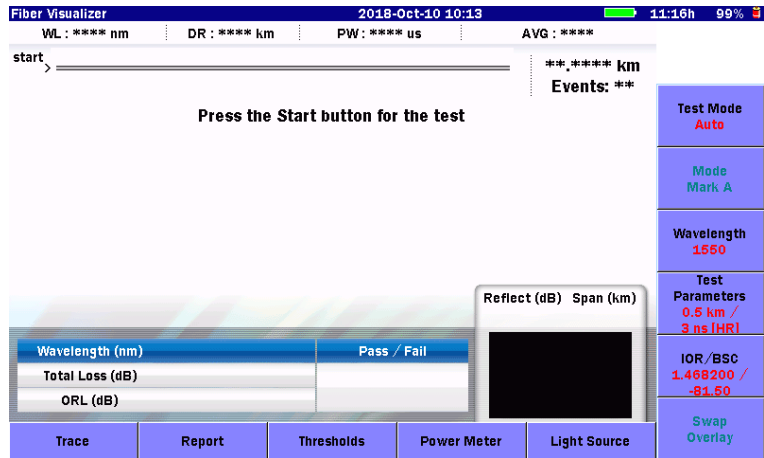 Fiber Visualizer 2018-Oct-10 10:13 11:16h 99%
WL : **** nm DR : **** km PW : **** us AVG : ****
start
**.**** km
Events: **
Press the Start button for the test
Test Mode
Auto
Mode
Mark A
Wavelength
1550
Test
Parameters
0.5 km /
3 ns [HR]
IOR/BSC
1.468200 /
-81.50
Swap
Overlay
Reflect (dB) Span (km)
Wavelength (nm) Pass / Fail
Total Loss (dB)
ORL (dB)
Trace Report Thresholds Power Meter Light Source